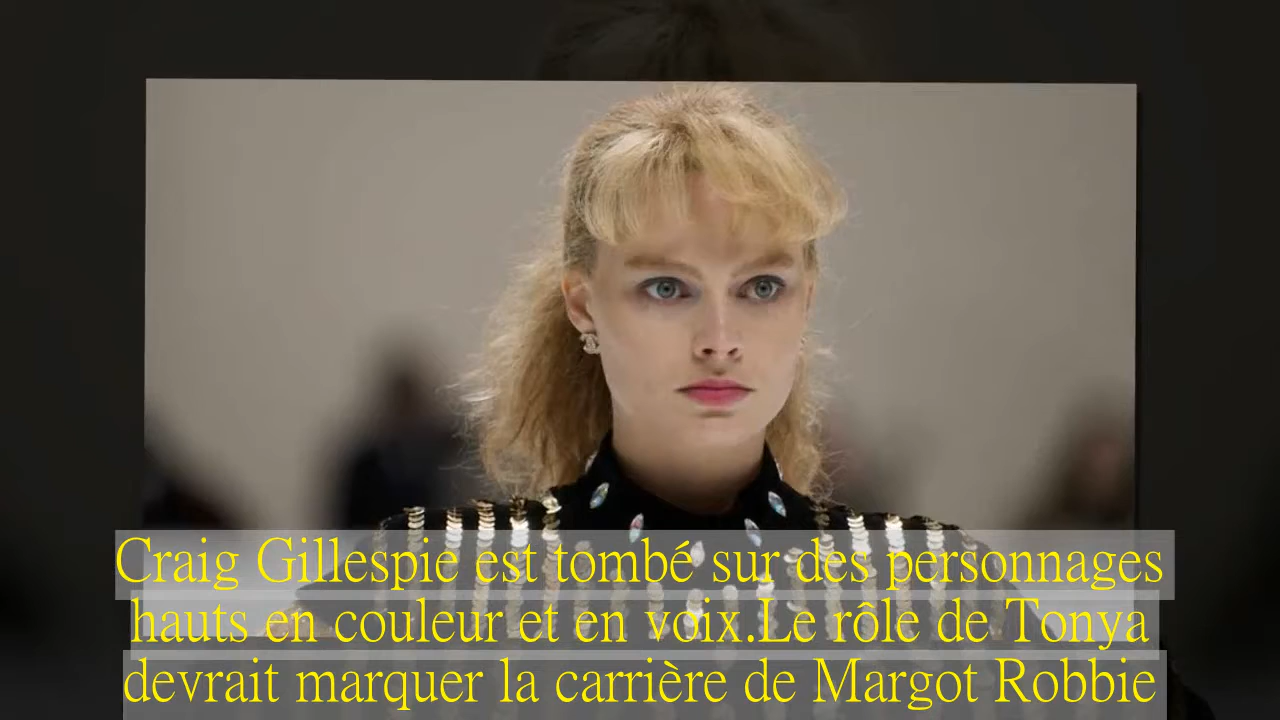 Craig Gillespie est tombé sur des personnages
hauts en couleur et en voix.Le rôle de Tonya
devrait marquer la carrière de Margot Robbie